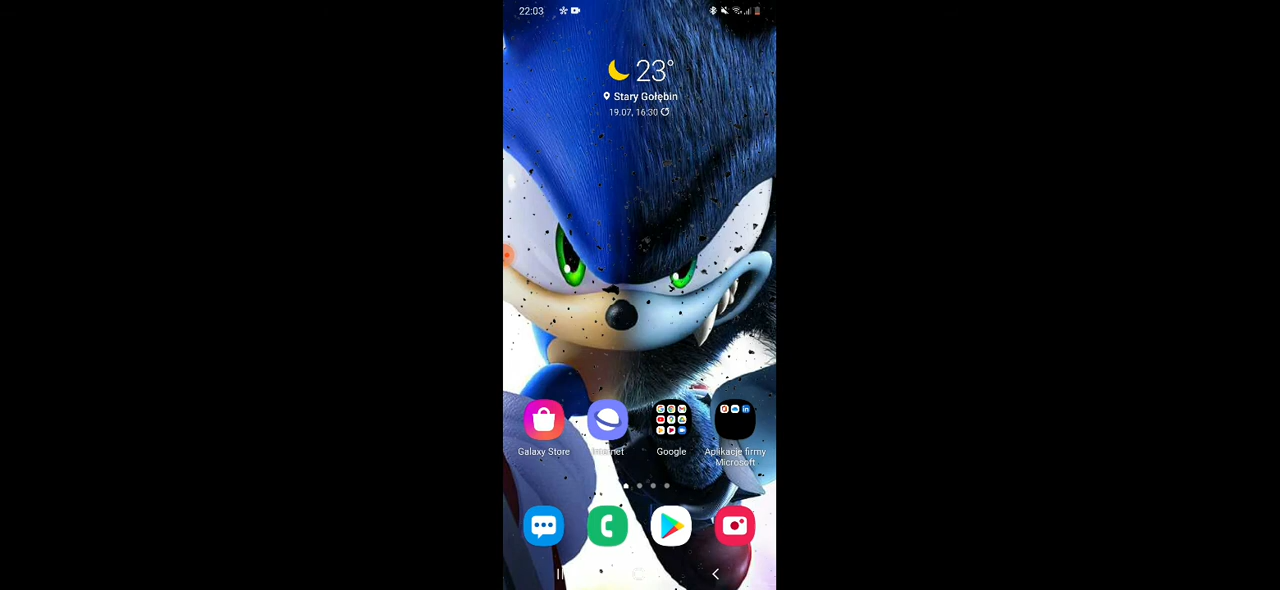 22:03
23°
Stary Gołębin
19.07, 16:30
Galaxy Store
Internet
Google
Aplikacje firmy
Microsoft